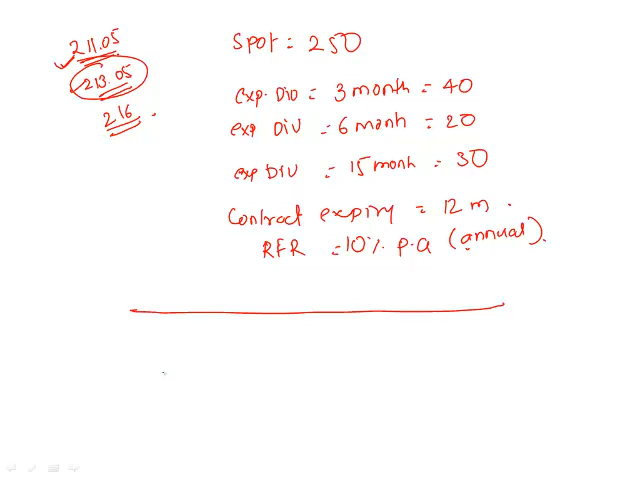 211.05
213.05
216.
Spot = 250
exp. Div = 3 month = 40
exp Div = 6 month = 20
exp Div = 15 month = 30
Contract expiry = 12 m.
RFR = 10% p.a (annual).